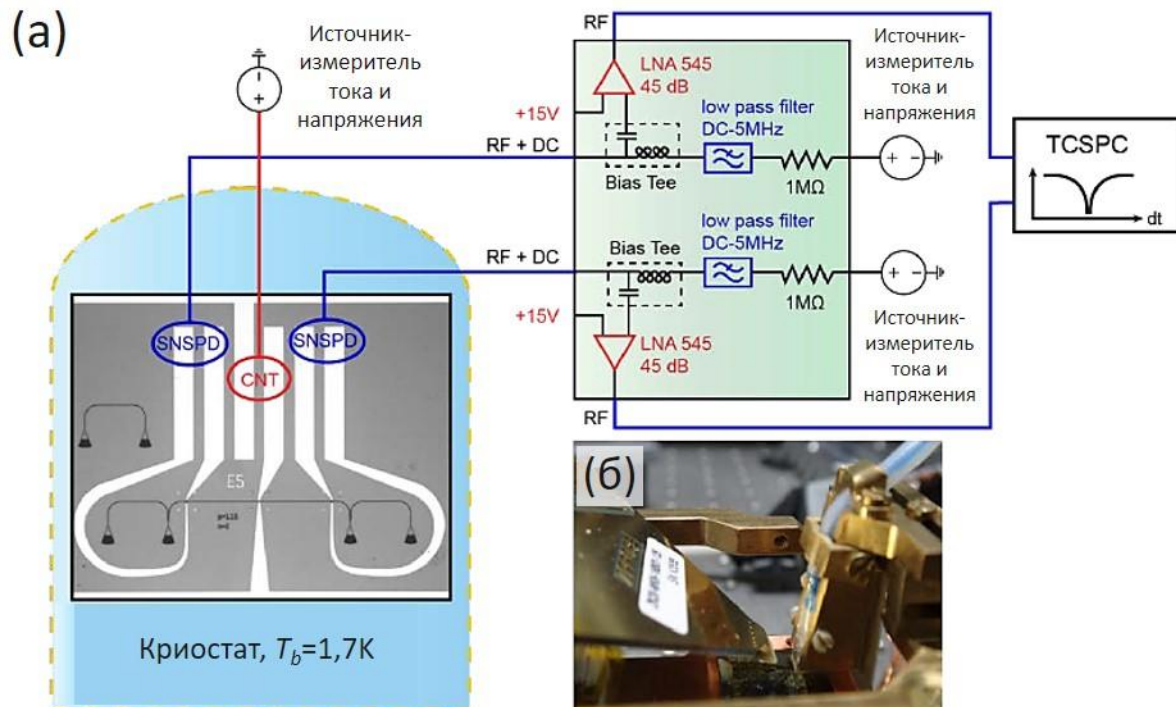 (а)
Источник-
измеритель
тока и
напряжения
RF
LNA 545
45 dB
+15V
low pass filter
DC-5MHz
RF + DC
Bias Tee
1MΩ
Источник-
измеритель
тока и
напряжения
TCSPC
dt
low pass filter
DC-5MHz
Bias Tee
RF + DC
1MΩ
+15V
LNA 545
45 dB
RF
Источник-
измеритель
тока и
напряжения
SNSPD
SNSPD
CNT
E5
Криостат, T_b=1,7K
(б)